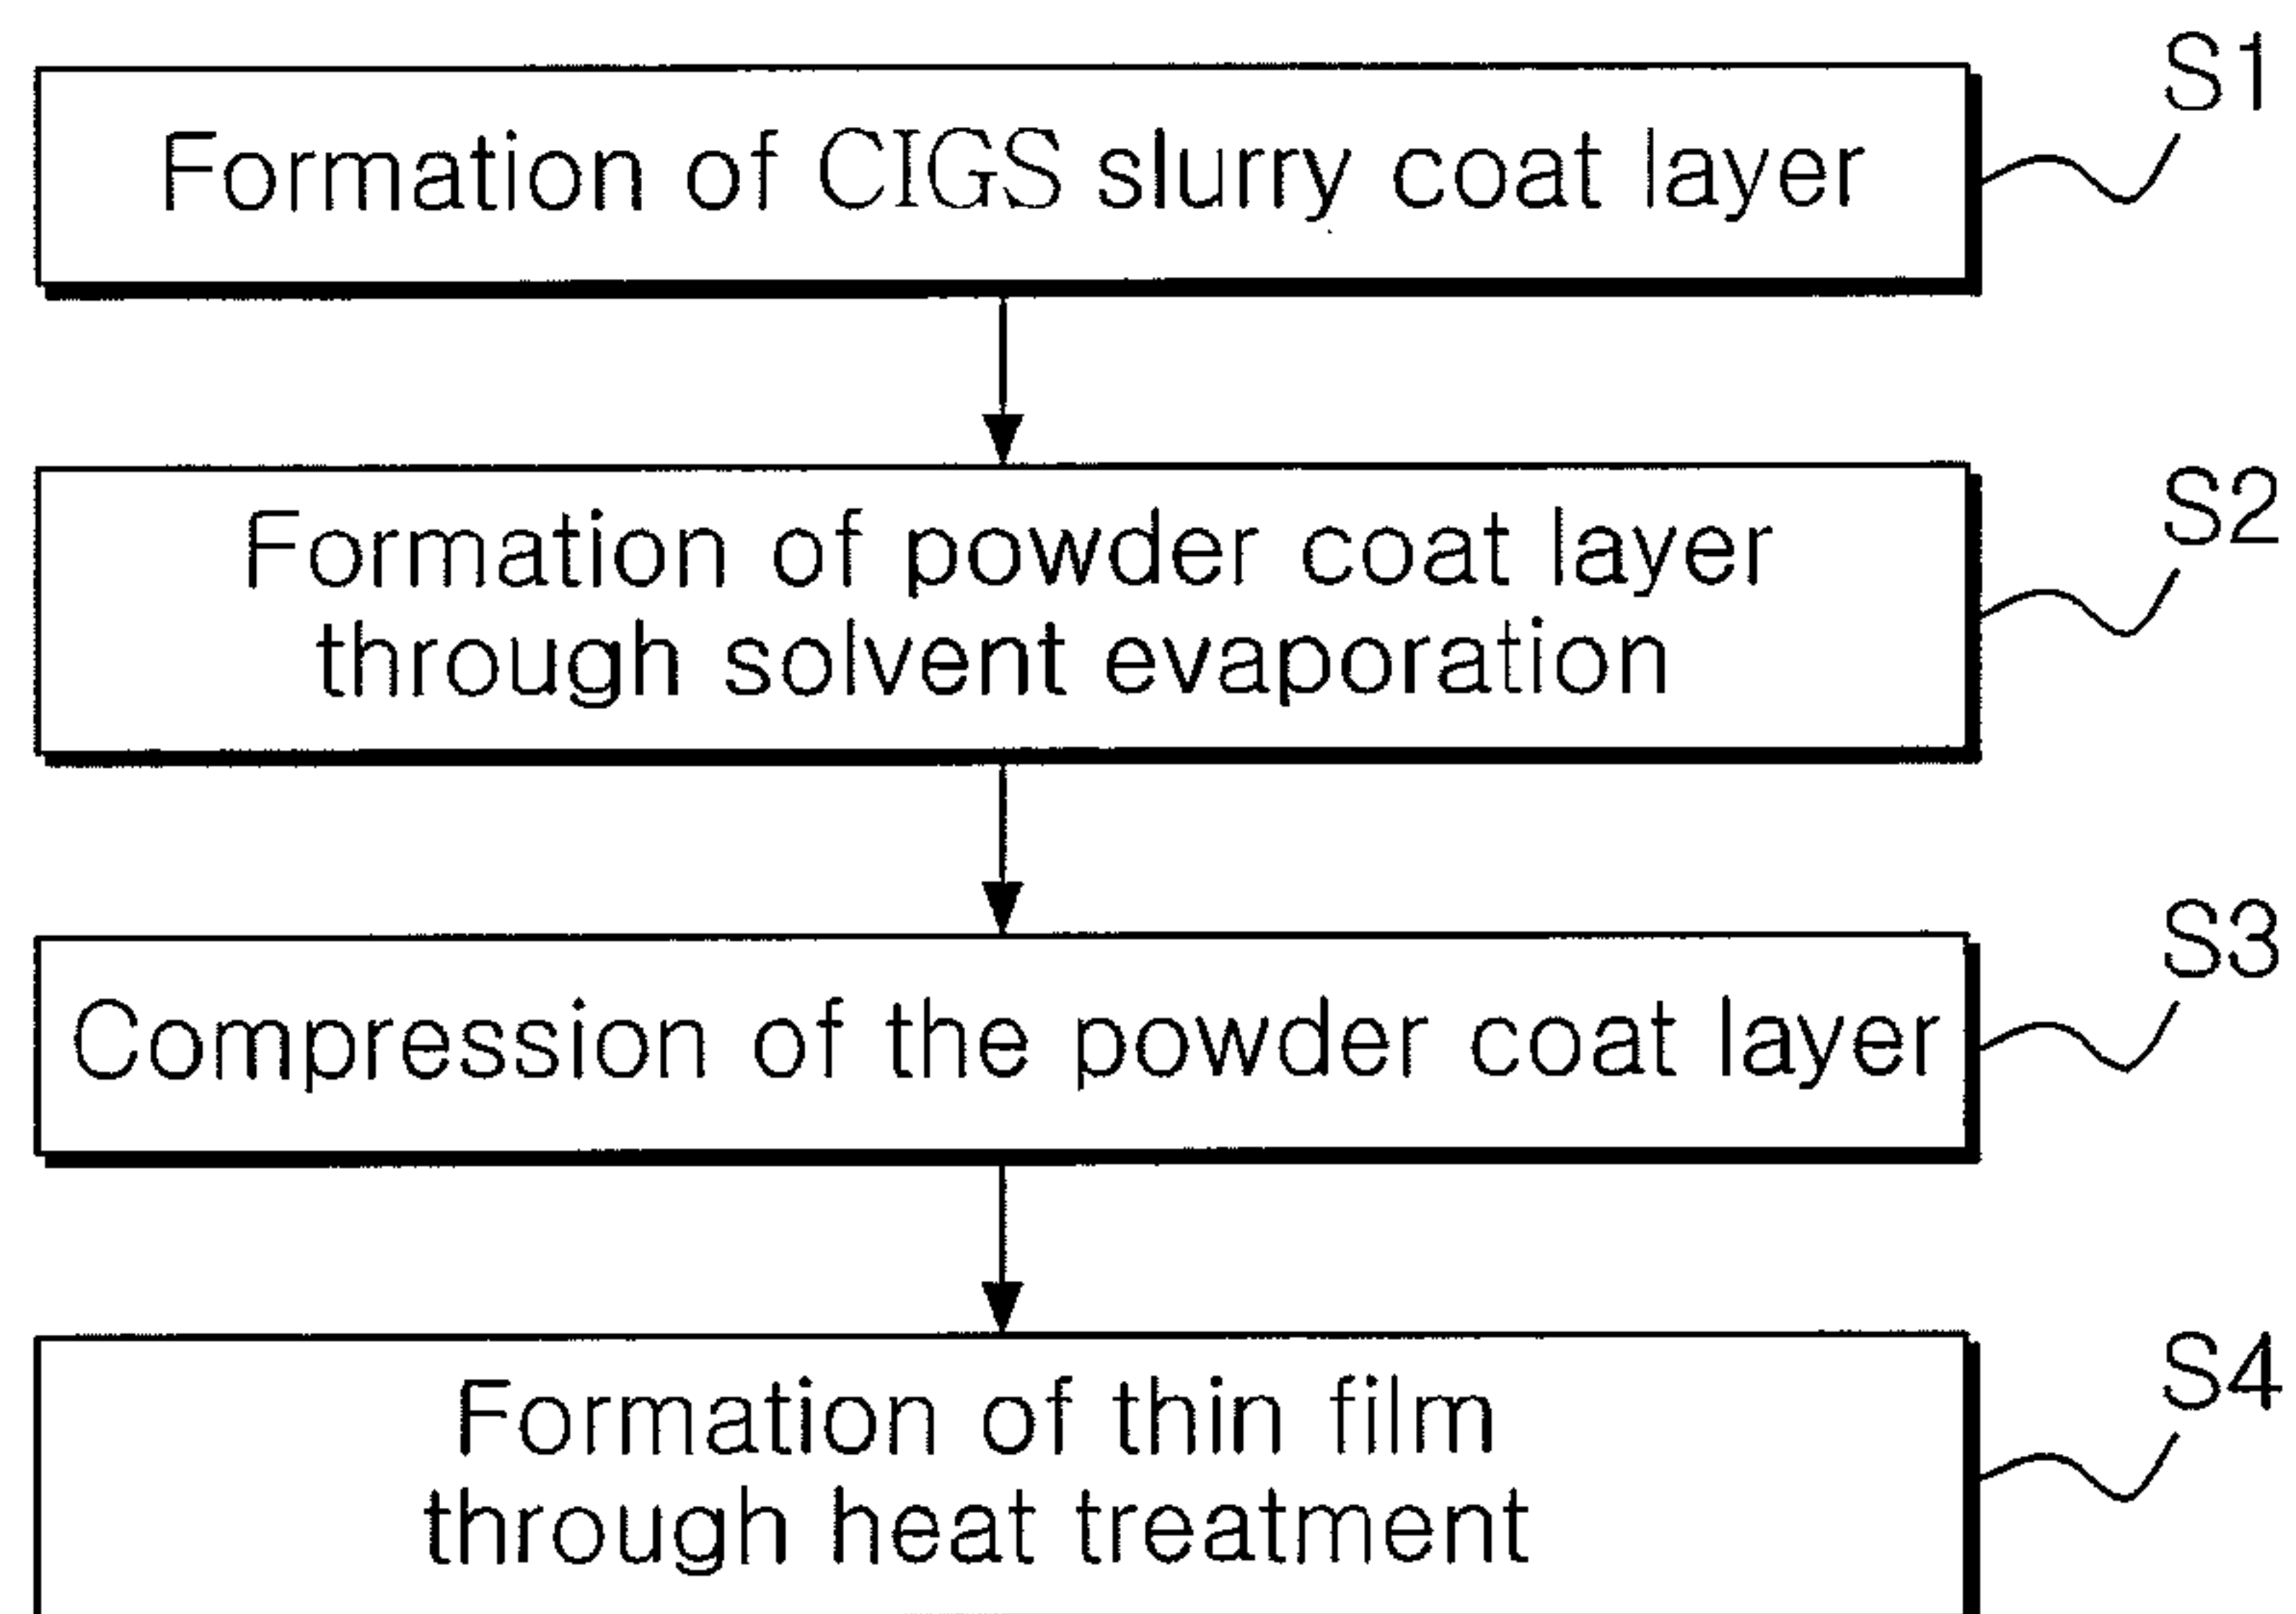 S1
Formation of CIGS slurry coat layer
S2
Formation of powder coat layer
through solvent evaporation
S3
Compression of the powder coat layer
S4
Formation of thin film
through heat treatment